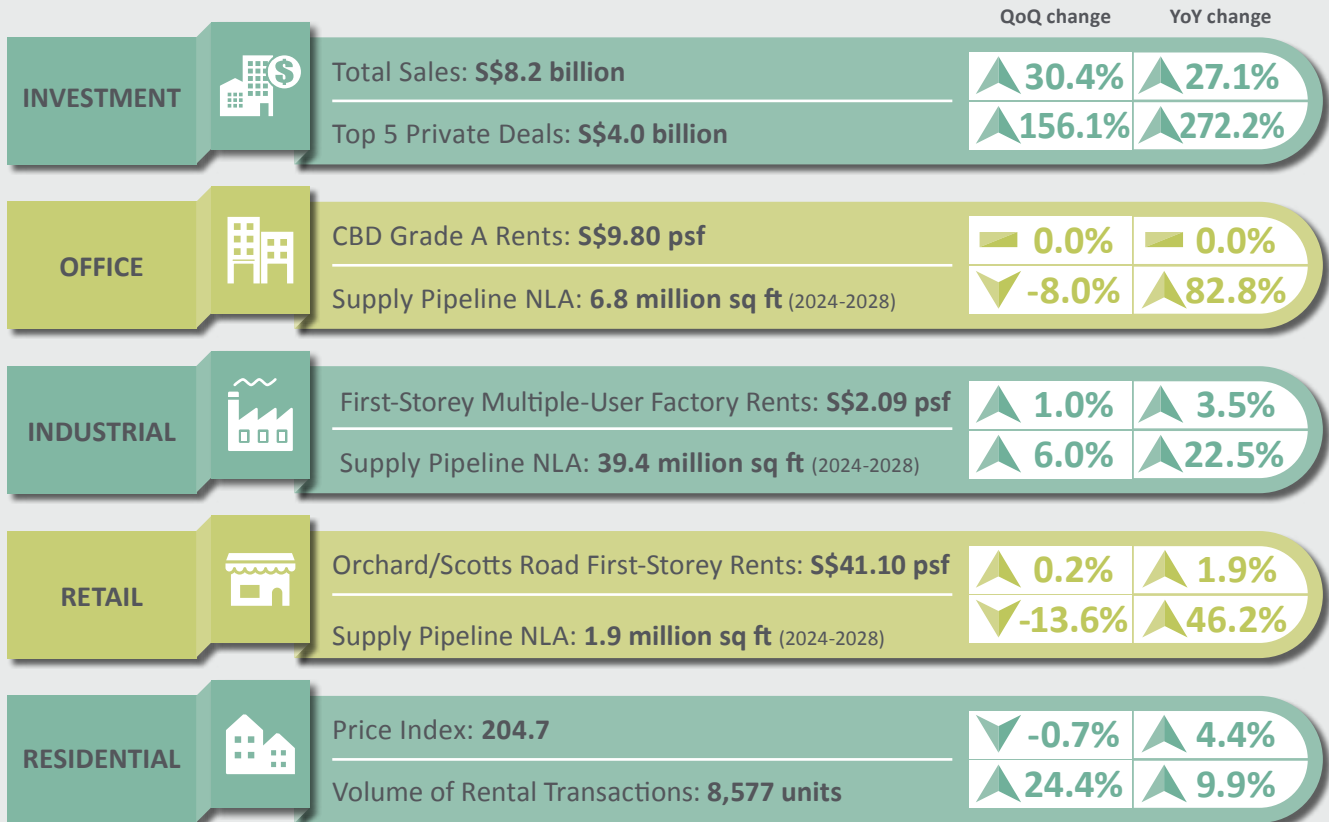 QoQ change YoY change
INVESTMENT
Total Sales: S$8.2 billion 30.4% 27.1%
Top 5 Private Deals: S$4.0 billion 156.1% 272.2%
OFFICE
CBD Grade A Rents: S$9.80 psf 0.0% 0.0%
Supply Pipeline NLA: 6.8 million sq ft (2024-2028) -8.0% 82.8%
INDUSTRIAL
First-Storey Multiple-User Factory Rents: S$2.09 psf 1.0% 3.5%
Supply Pipeline NLA: 39.4 million sq ft (2024-2028) 6.0% 22.5%
RETAIL
Orchard/Scotts Road First-Storey Rents: S$41.10 psf 0.2% 1.9%
Supply Pipeline NLA: 1.9 million sq ft (2024-2028) -13.6% 46.2%
RESIDENTIAL
Price Index: 204.7 -0.7% 4.4%
Volume of Rental Transactions: 8,577 units 24.4% 9.9%